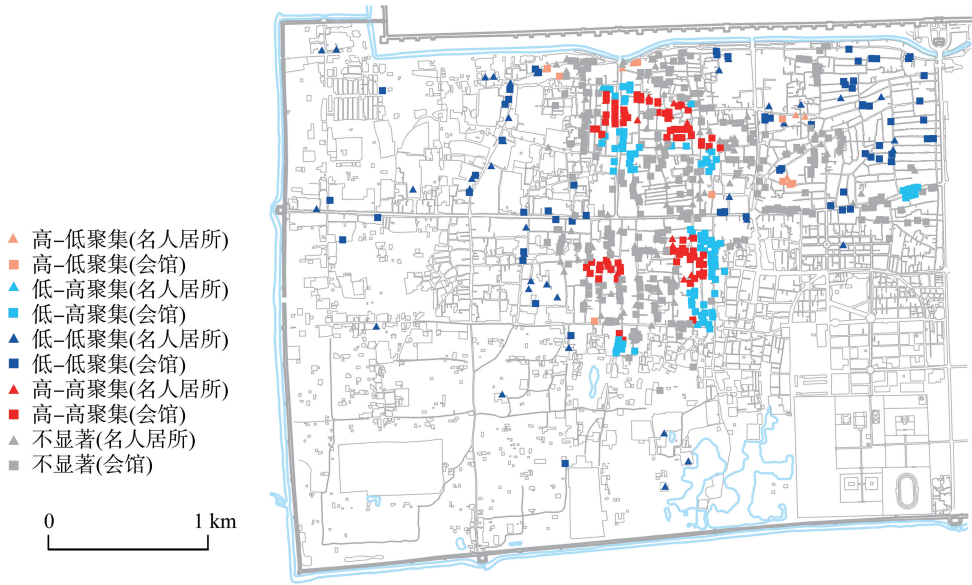 高-低聚集(名人居所)
高-低聚集(会馆)
低-高聚集(名人居所)
低-高聚集(会馆)
低-低聚集(名人居所)
低-低聚集(会馆)
高-高聚集(名人居所)
高-高聚集(会馆)
不显著(名人居所)
不显著(会馆)
0 1 km